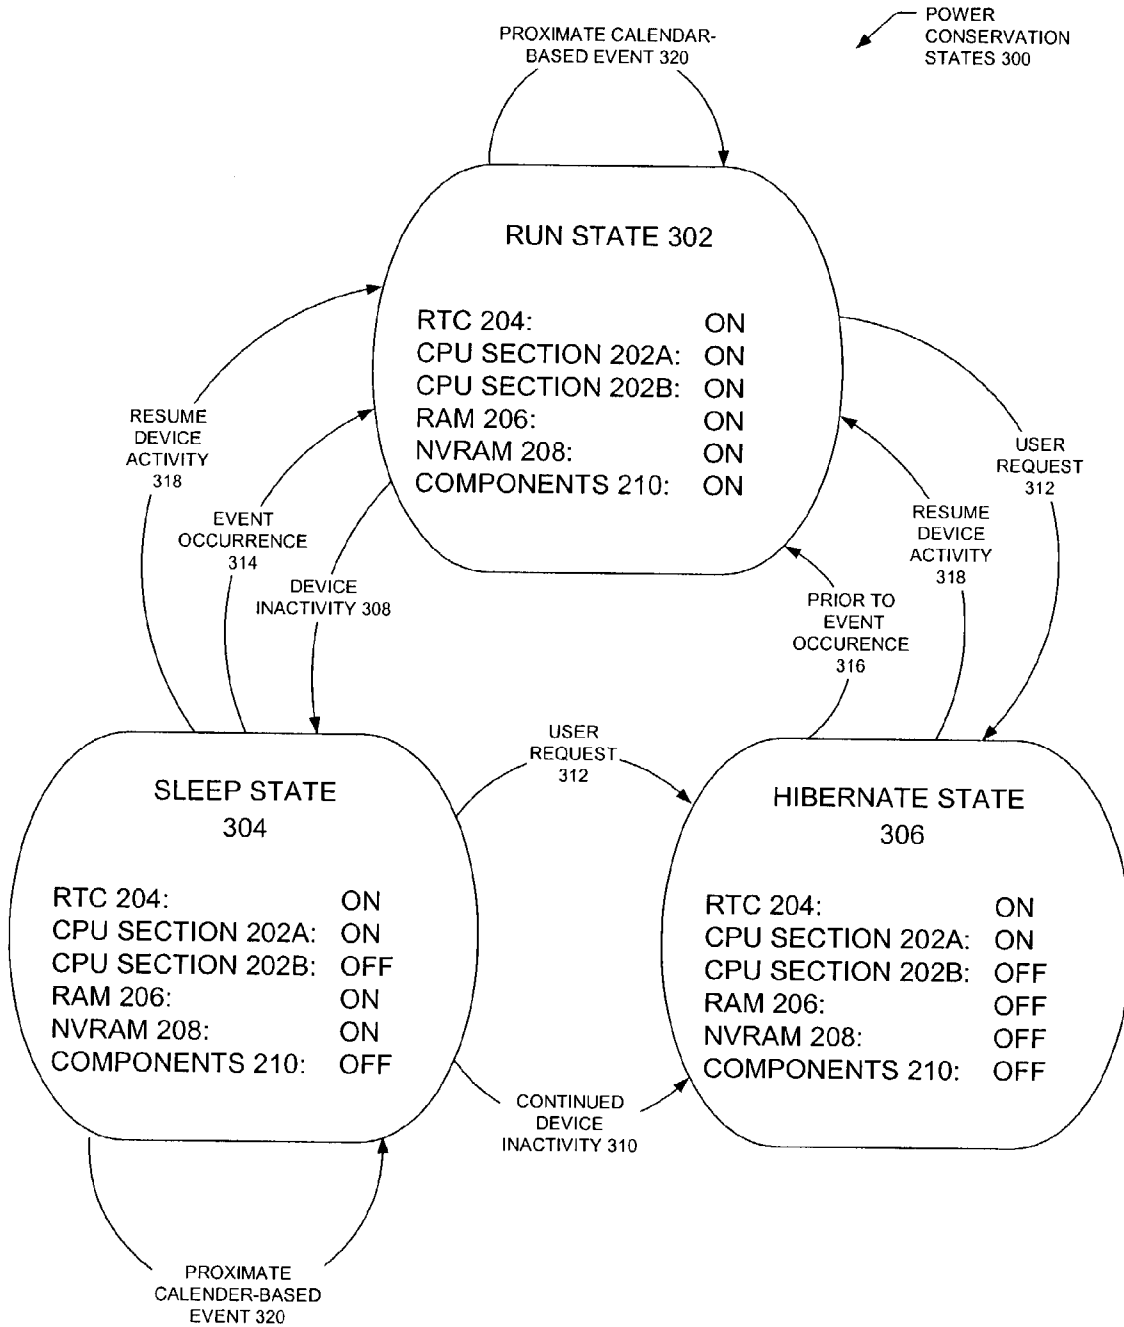 PROXIMATE CALENDAR-
BASED EVENT 320
POWER
CONSERVATION
STATES 300
RUN STATE 302
RTC 204: ON
CPU SECTION 202A: ON
CPU SECTION 202B: ON
RAM 206: ON
NVRAM 208: ON
COMPONENTS 210: ON
RESUME
DEVICE
ACTIVITY
318
EVENT
OCCURRENCE
314
DEVICE
INACTIVITY 308
USER
REQUEST
312
RESUME
DEVICE
ACTIVITY
318
PRIOR TO
EVENT
OCCURENCE
316
USER
REQUEST
312
SLEEP STATE
304
RTC 204: ON
CPU SECTION 202A: ON
CPU SECTION 202B: OFF
RAM 206: ON
NVRAM 208: ON
COMPONENTS 210: OFF
HIBERNATE STATE
306
RTC 204: ON
CPU SECTION 202A: ON
CPU SECTION 202B: OFF
RAM 206: OFF
NVRAM 208: OFF
COMPONENTS 210: OFF
CONTINUED
DEVICE
INACTIVITY 310
PROXIMATE
CALENDER-BASED
EVENT 320